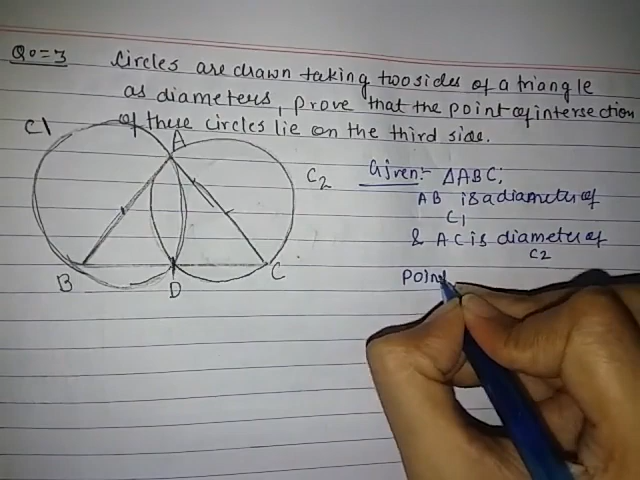 Qo=3 Circles are drawn taking two sides of a triangle
as diameters, prove that the point of intersection
of these circles lie on the third side.
C1
A
C2
B
D
C
Given:- ΔABC;
AB is a diameter of
C1
& AC is diameter of
C2
Point